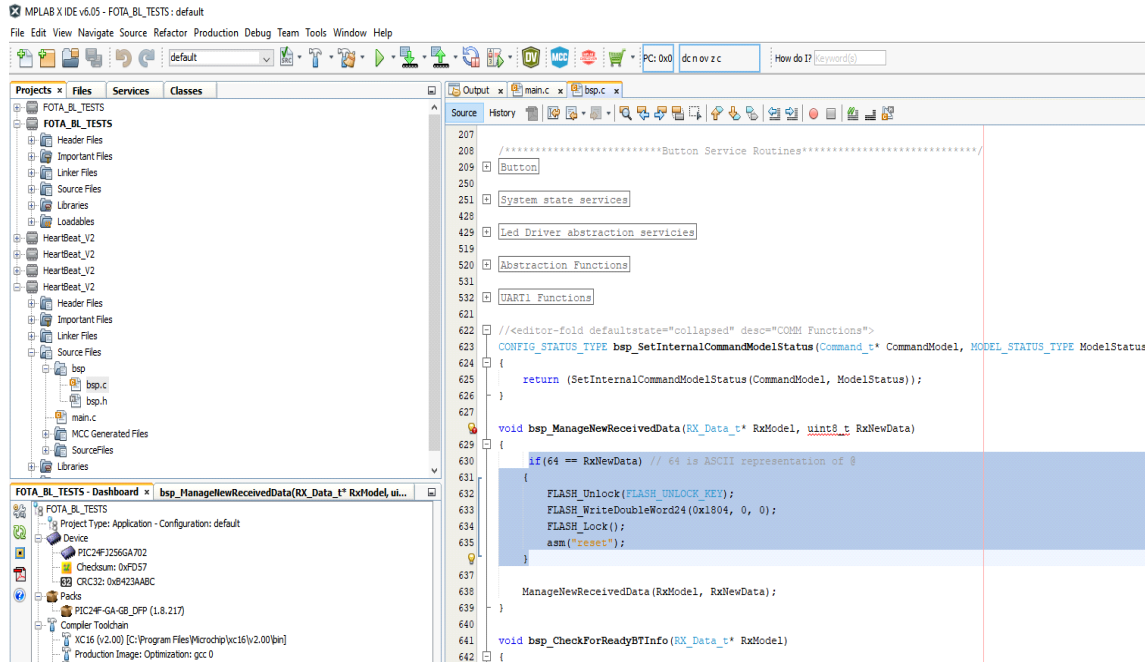 MPLAB X IDE v6.05 - FOTA_BL_TESTS : default
File Edit View Navigate Source Refactor Production Debug Team Tools Window Help
default
PC: 0x0
dc n ov z c
How do I? Keyword(s)
Projects x Files Services Classes
FOTA_BL_TESTS
FOTA_BL_TESTS
Header Files
Important Files
Linker Files
Source Files
Libraries
Loadables
HeartBeat_V2
HeartBeat_V2
HeartBeat_V2
HeartBeat_V2
Header Files
Important Files
Linker Files
Source Files
bsp
bsp.c
bsp.h
main.c
MCC Generated Files
SourceFiles
Libraries
FOTA_BL_TESTS - Dashboard x bsp_ManageNewReceivedData(RX_Data_t* RxModel, ui...
FOTA_BL_TESTS
Project Type: Application - Configuration: default
Device
PIC24FJ256GA702
Checksum: 0xFD57
CRC32: 0xB423AABC
Packs
PIC24F-GA-GB_DFP (1.8.217)
Compiler Toolchain
XC16 (v2.00) [C:\Program Files\Microchip\xc16\v2.00\bin]
Production Image: Optimization: gcc 0
Output x main.c x bsp.c x
Source History
207
208 /**************************Button Service Routines*****************************/
209 Button
250
251 System state services
428
429 Led Driver abstraction servicies
519
520 Abstraction Functions
531
532 UART1 Functions
621
622 //<editor-fold defaultstate="collapsed" desc="COMM Functions">
623 CONFIG_STATUS_TYPE bsp_SetInternalCommandModelStatus(Command_t* CommandModel, MODEL_STATUS_TYPE ModelStatus
624 {
625 return (SetInternalCommandModelStatus(CommandModel, ModelStatus));
626 }
627
void bsp_ManageNewReceivedData(RX_Data_t* RxModel, uint8_t RxNewData)
629 {
630 if(64 == RxNewData) // 64 is ASCII representation of @
631 {
632 FLASH_Unlock(FLASH_UNLOCK_KEY);
633 FLASH_WriteDoubleWord24(0x1804, 0, 0);
634 FLASH_Lock();
635 asm("reset");
}
637
638 ManageNewReceivedData(RxModel, RxNewData);
639 }
640
641 void bsp_CheckForReadyBTInfo(RX_Data_t* RxModel)
642 {